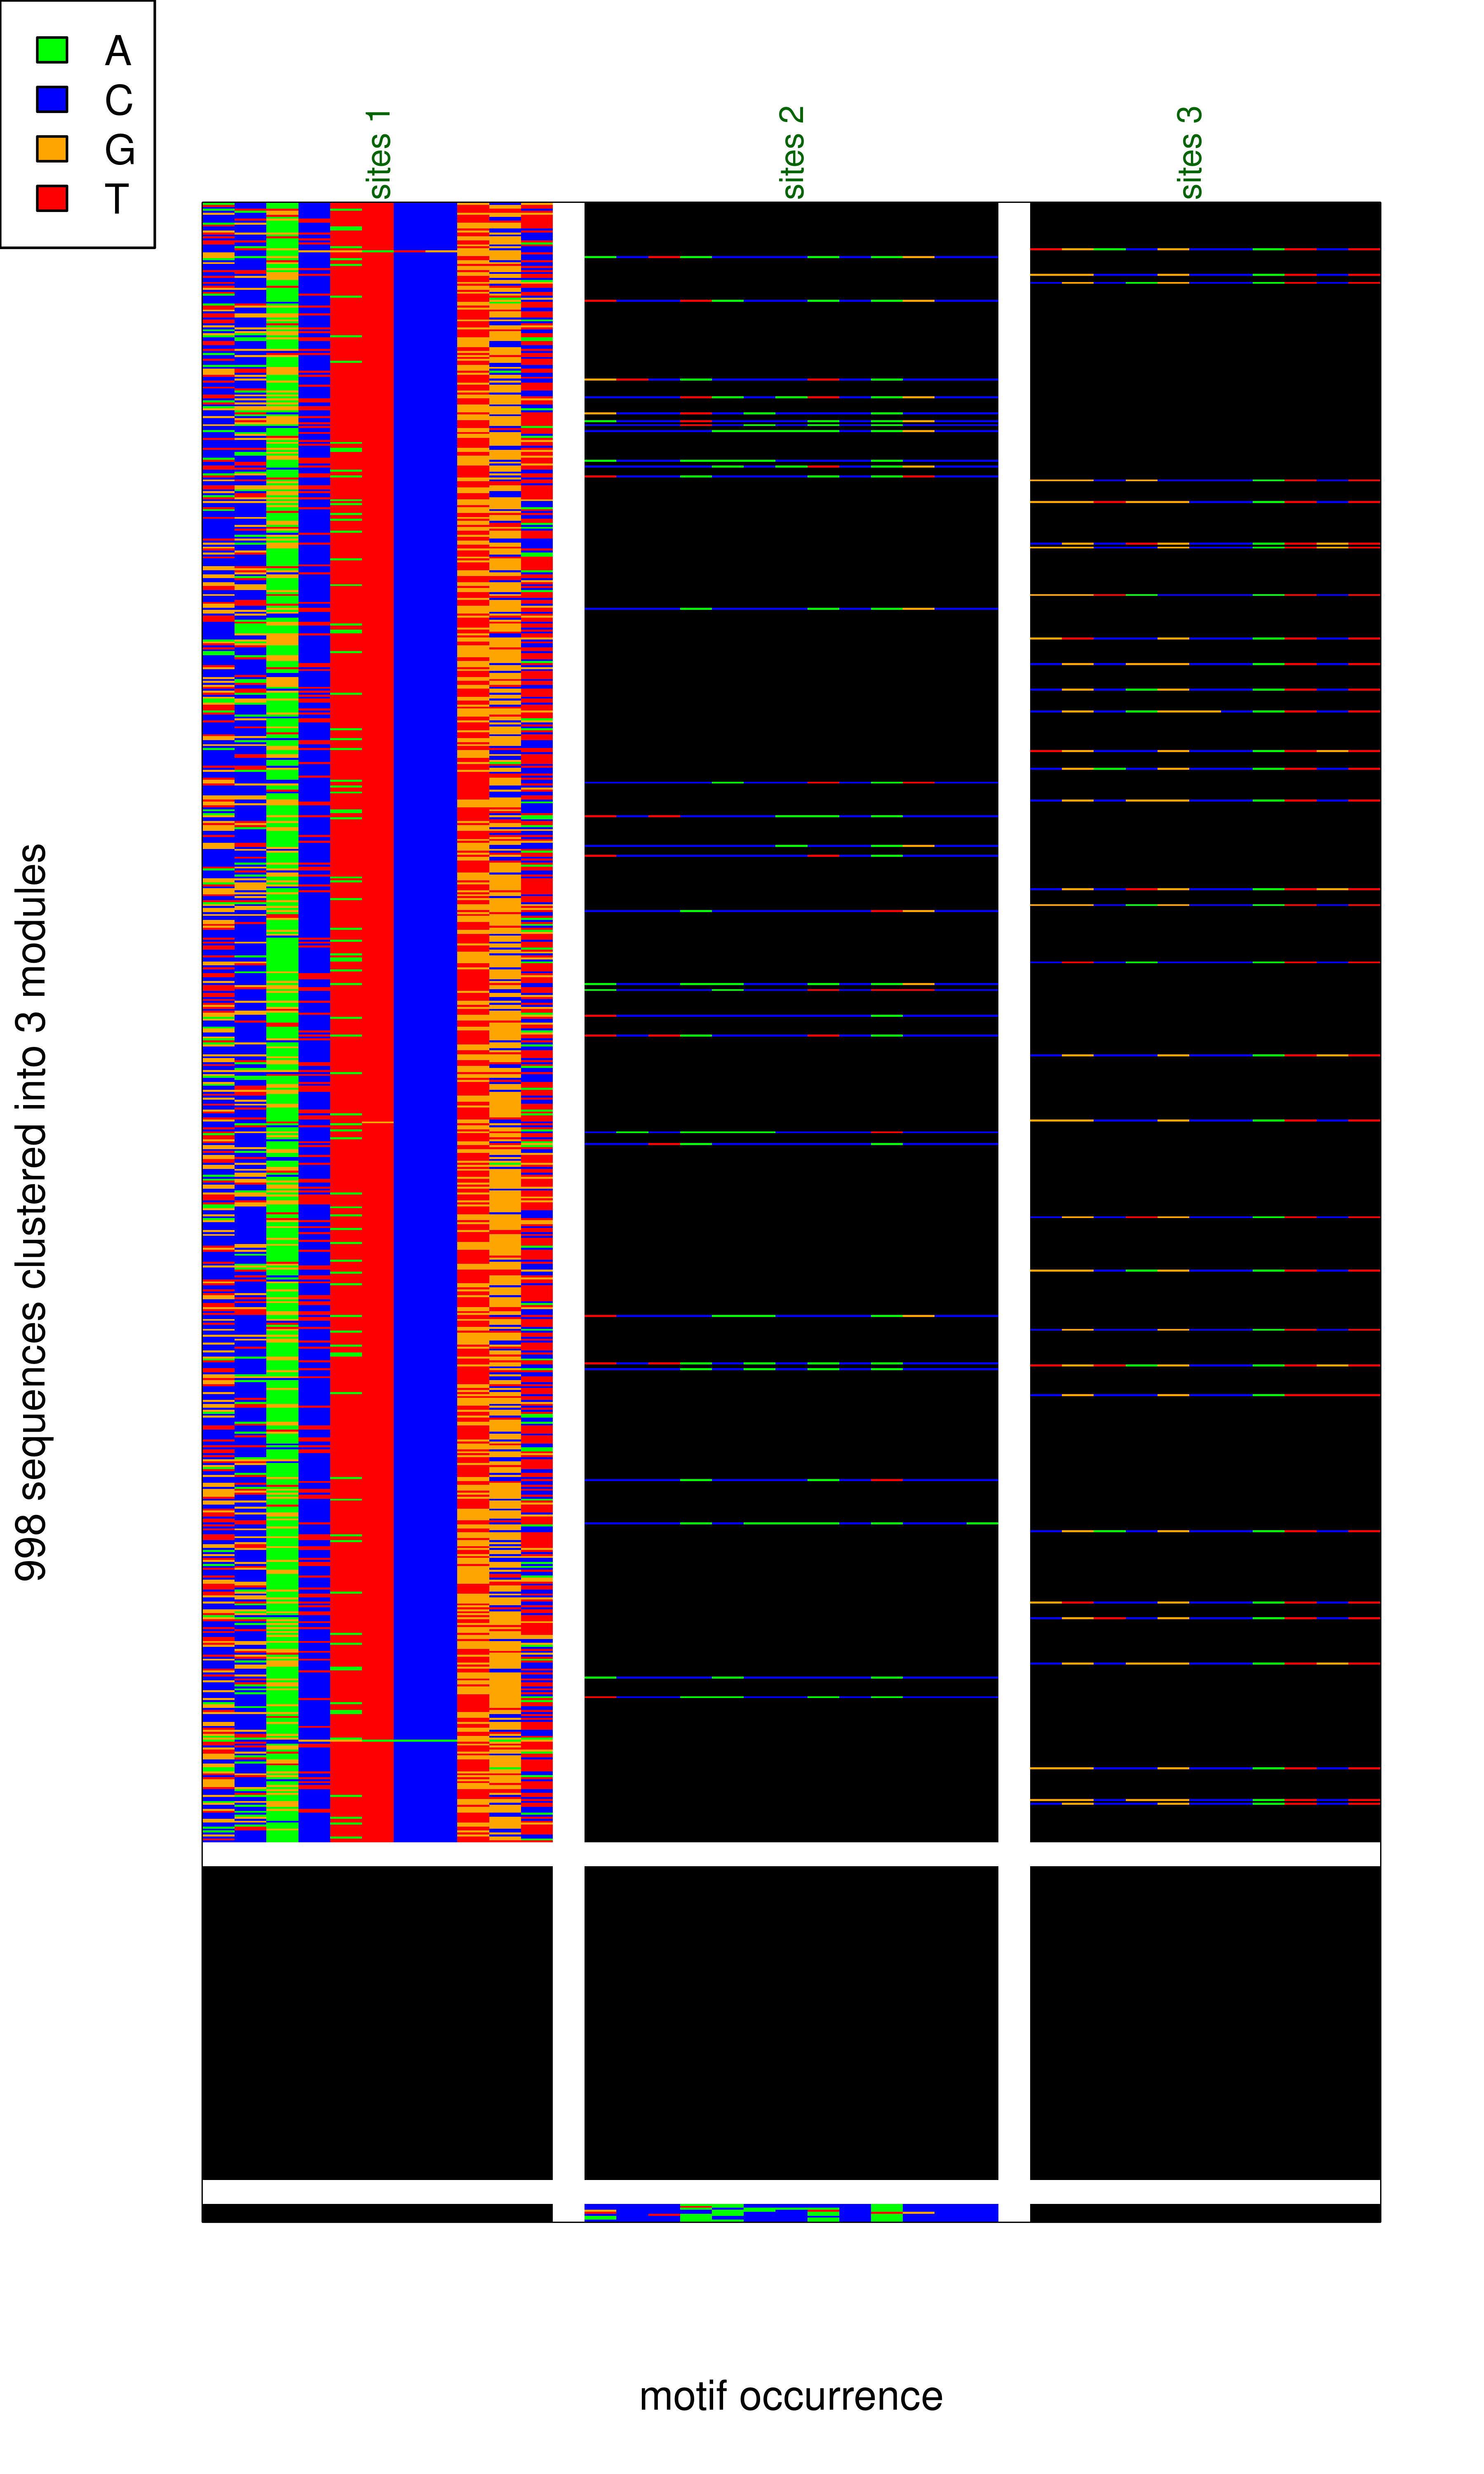 A
C
G
T
sites 1
sites 2
sites 3
998 sequences clustered into 3 modules
motif occurrence